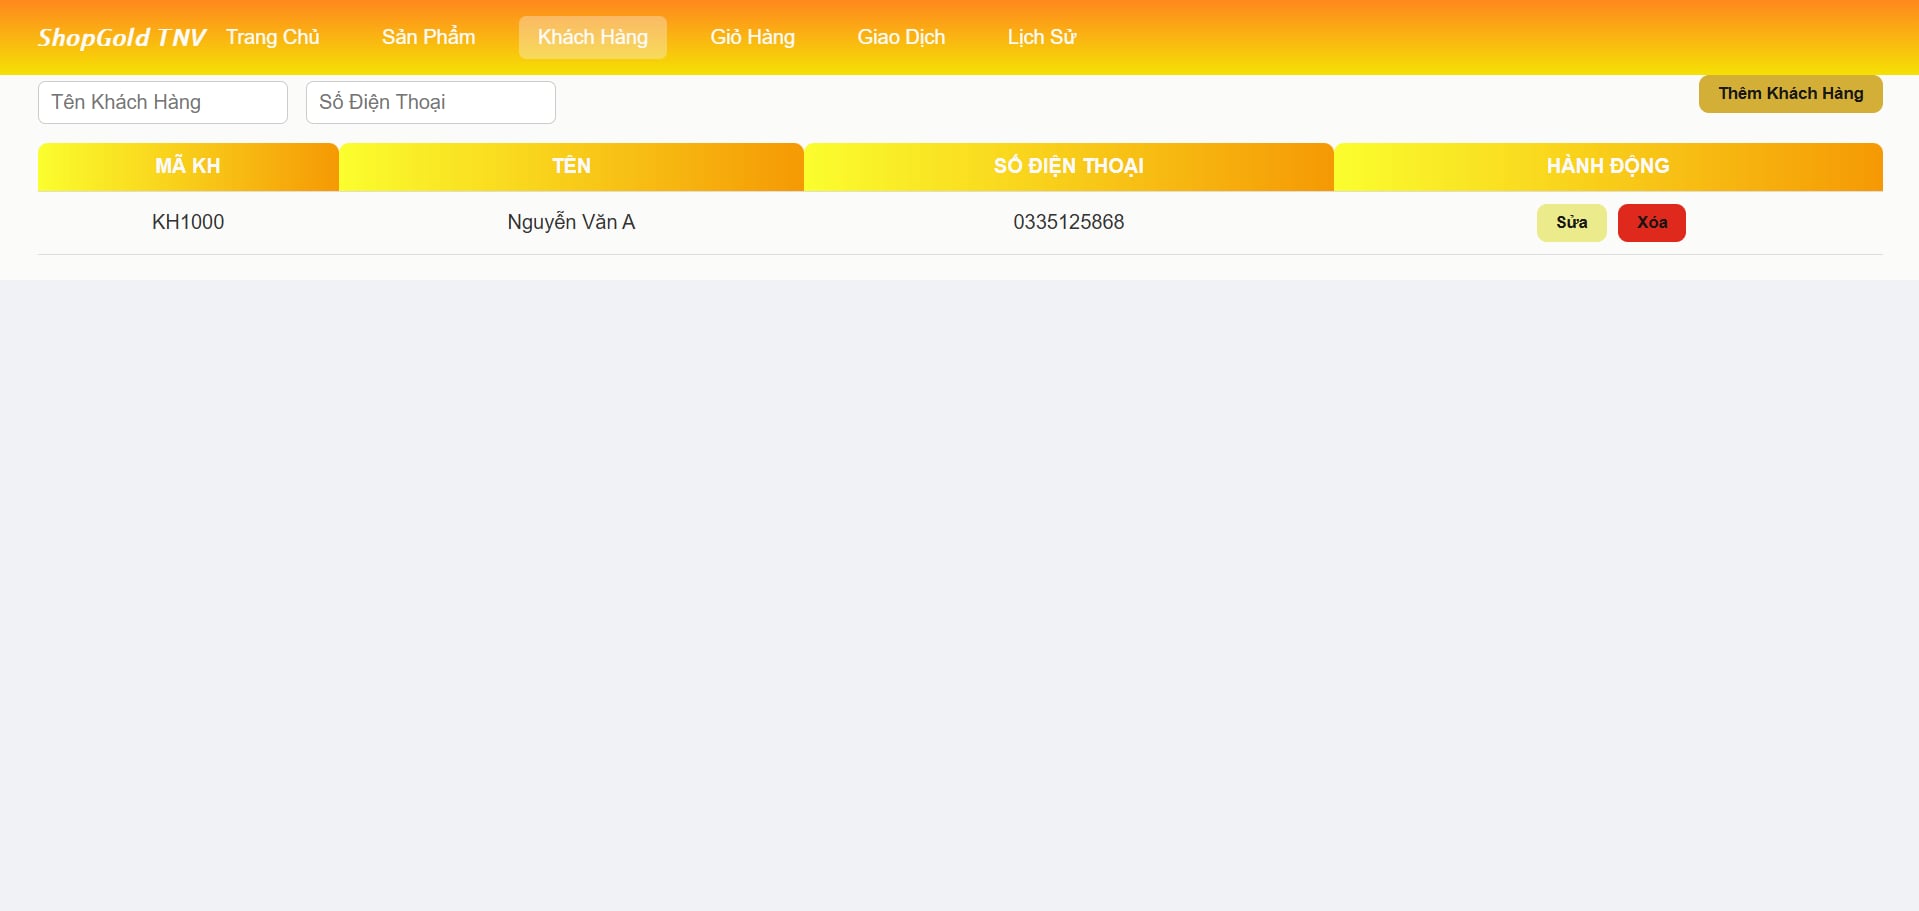 ShopGold TNV Trang Chủ Sản Phẩm Khách Hàng Giỏ Hàng Giao Dịch Lịch Sử
Tên Khách Hàng Số Điện Thoại Thêm Khách Hàng
MÃ KH TÊN SỐ ĐIỆN THOẠI HÀNH ĐỘNG
KH1000 Nguyễn Văn A 0335125868 Sửa Xóa